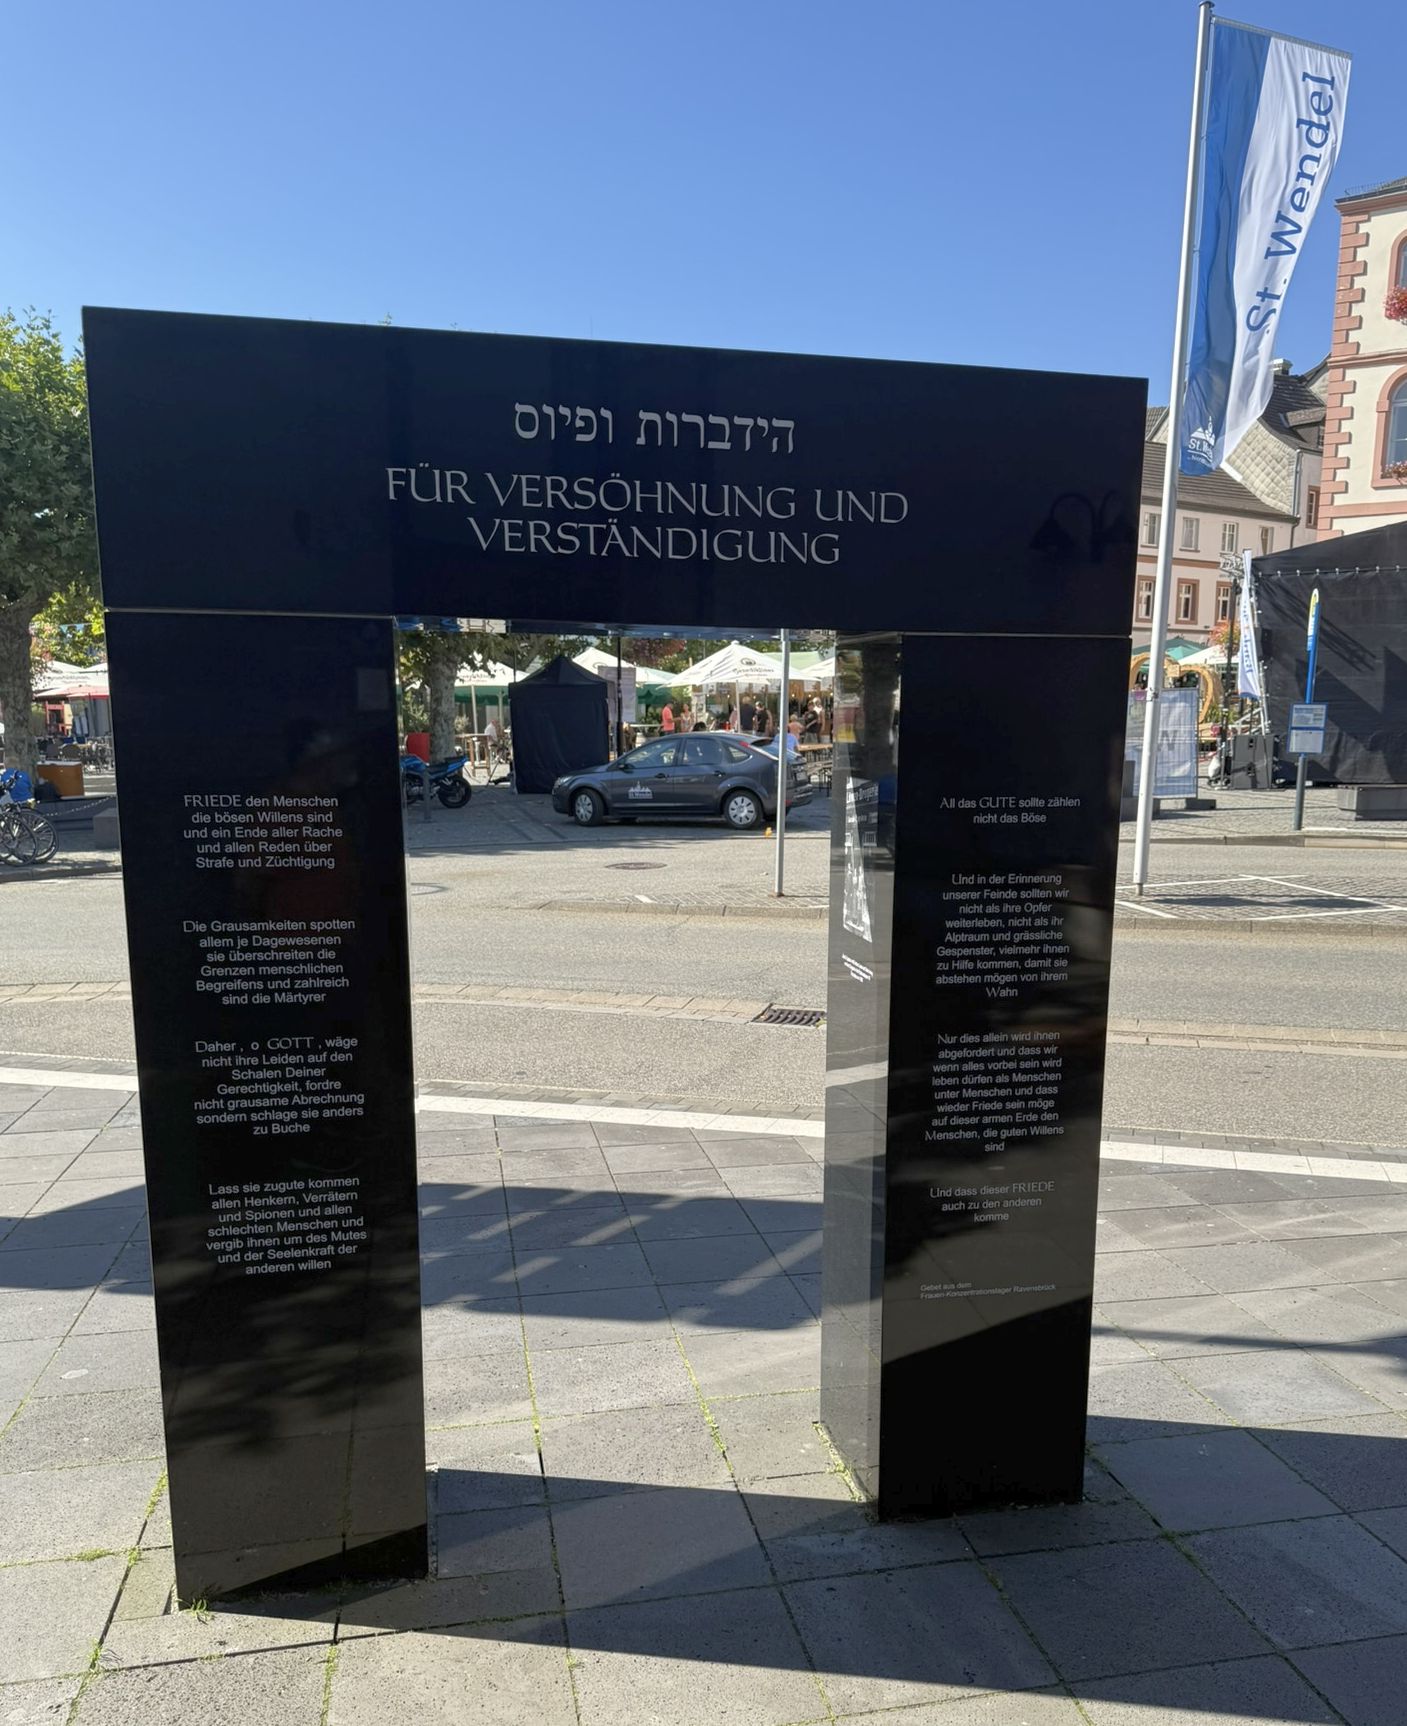 הידברות ופיוס
FÜR VERSÖHNUNG UND
VERSTÄNDIGUNG
FRIEDE den Menschen
die bösen Willens sind
und ein Ende aller Rache
und allen Reden über
Strafe und Züchtigung
Die Grausamkeiten spotten
allem je Dagewesenen
sie überschreiten die
Grenzen menschlichen
Begreifens und zahlreich
sind die Märtyrer
Daher , o GOTT , wäge
nicht ihre Leiden auf den
Schalen Deiner
Gerechtigkeit, fordre
nicht grausame Abrechnung
sondern schlage sie anders
zu Buche
Lass sie zugute kommen
allen Henkern, Verrätern
und Spionen und allen
schlechten Menschen und
vergib ihnen um des Mutes
und der Seelenkraft der
anderen willen
All das GUTE sollte zählen
nicht das Böse
Und in der Erinnerung
unserer Feinde sollten wir
nicht als ihre Opfer
weiterleben, nicht als ihr
Alptraum und grässliche
Gespenster, vielmehr ihnen
zu Hilfe kommen, damit sie
abstehen mögen von ihrem
Wahn
Nur dies allein wird ihnen
abgefordert und dass wir
wenn alles vorbei sein wird
leben dürfen als Menschen
unter Menschen und dass
wieder Friede sein möge
auf dieser armen Erde den
Menschen, die guten Willens
sind
Und dass dieser FRIEDE
auch zu den anderen
komme
Gebet aus dem
Frauen-Konzentrationslager Ravensbrück
St. Wendel
St. Wendel